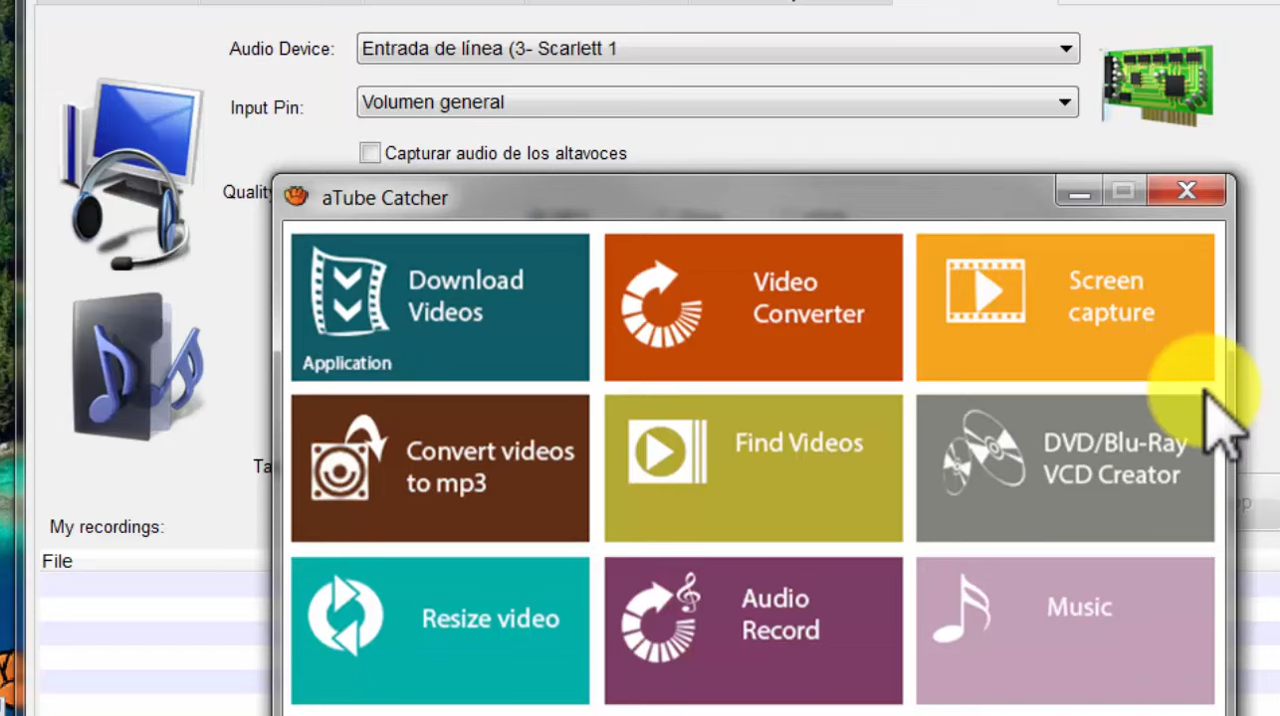 Audio Device:
Entrada de línea (3- Scarlett 1
Input Pin:
Volumen general
Capturar audio de los altavoces
Quality
aTube Catcher
Download
Videos
Application
Video
Converter
Screen
capture
Convert videos
to mp3
Find Videos
DVD/Blu-Ray
VCD Creator
Ta
My recordings:
File
Resize video
Audio
Record
Music